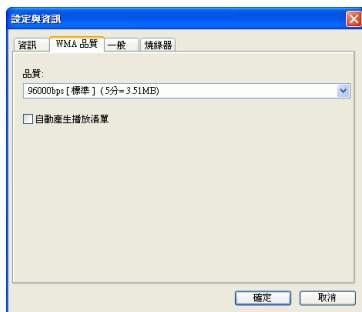 設定與資訊
資訊 WMA 品質 一般 燒錄器
品質:
96000bps [ 標準 ] ( 5分= 3.51MB)
自動產生播放清單
確定 取消